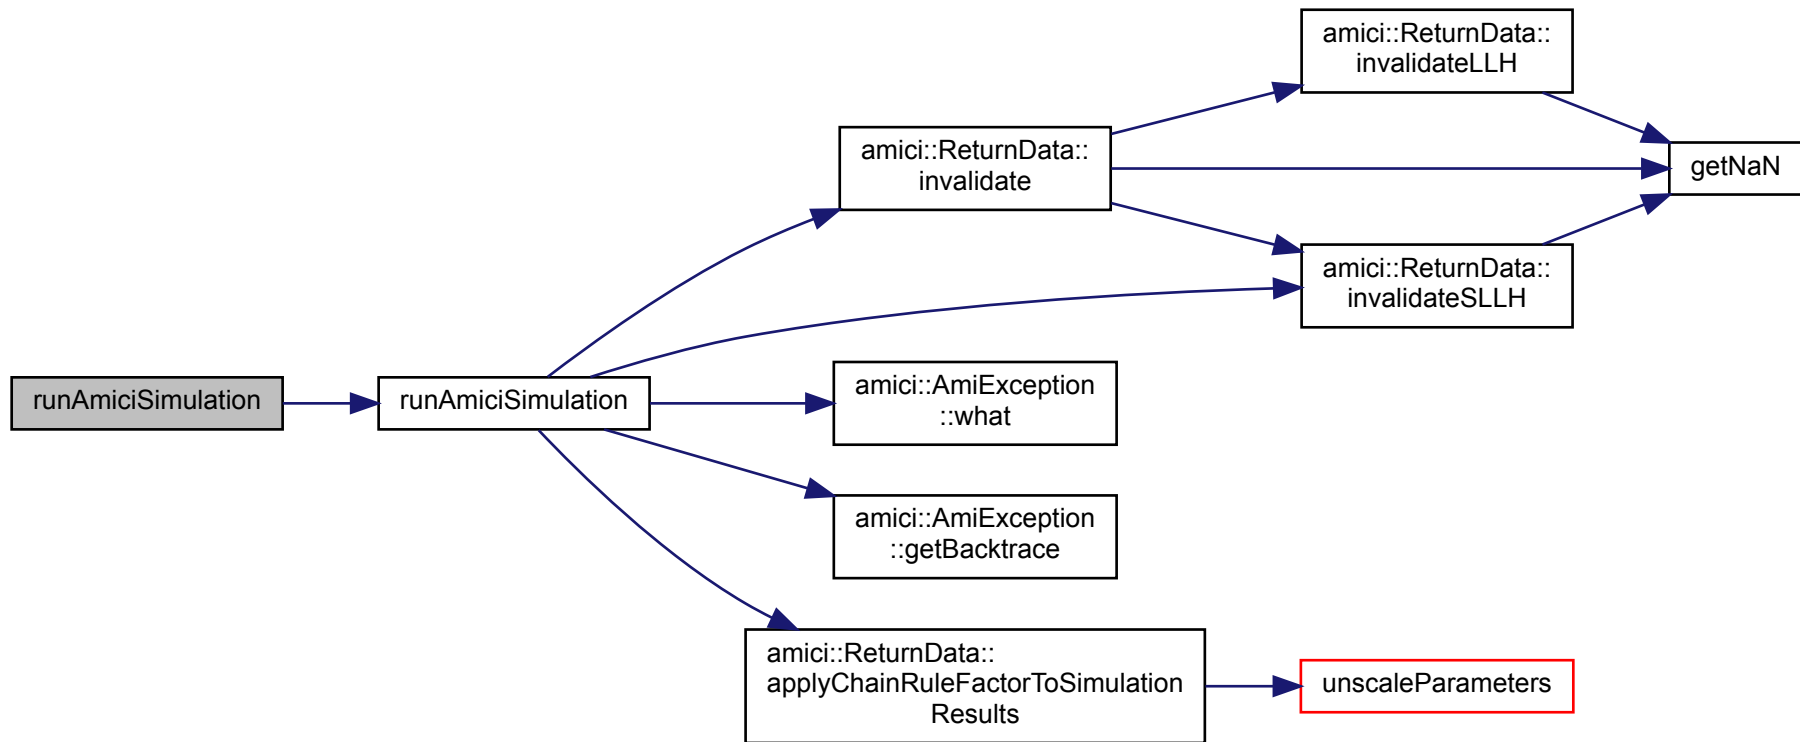 runAmiciSimulation
runAmiciSimulation
amici::ReturnData::
invalidate
amici::ReturnData::
invalidateLLH
getNaN
amici::ReturnData::
invalidateSLLH
amici::AmiException
::what
amici::AmiException
::getBacktrace
amici::ReturnData::
applyChainRuleFactorToSimulation
Results
unscaleParameters